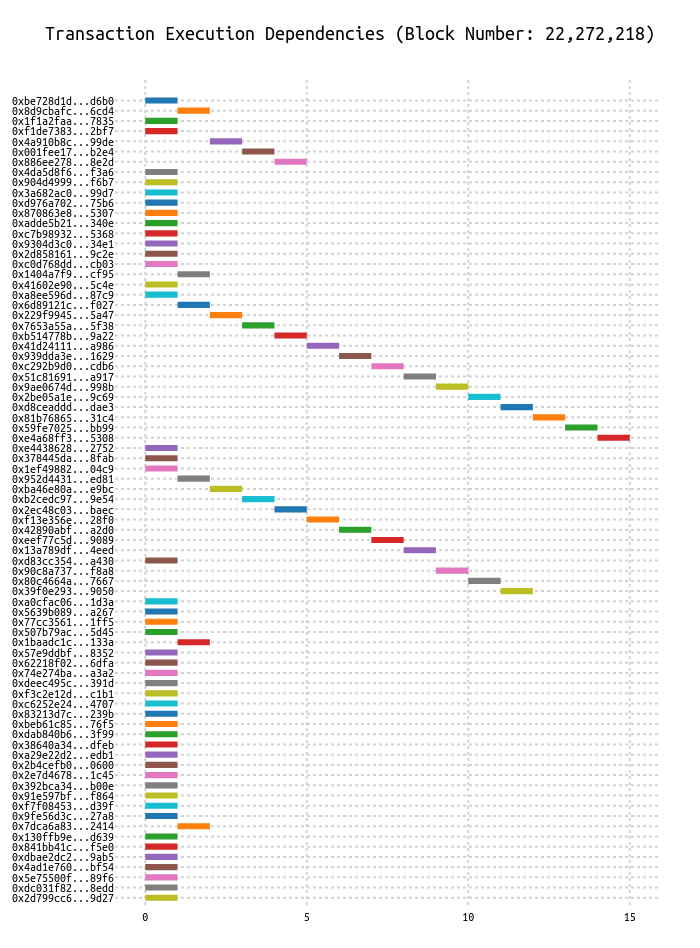 Transaction Execution Dependencies (Block Number: 22,272,218)
0xbe728d1d...d6b0
0x8d9cbafc...6cd4
0x1f1a2faa...7835
0xf1de7383...2bf7
0x4a910b8c...99de
0x001fee17...b2e4
0x886ee278...8e2d
0x4da5d8f6...f3a6
0x904d4999...f6b7
0x3a682ac0...99d7
0xd976a702...75b6
0x870863e8...5307
0xadde5b21...340e
0xc7b98932...5368
0x9304d3c0...34e1
0x2d858161...9c2e
0xc0d768dd...cb03
0x1404a7f9...cf95
0x41602e90...5c4e
0xa8ee596d...87c9
0x6d89121c...f027
0x229f9945...5a47
0x7653a55a...5f38
0xb514778b...9a22
0x41d24111...a986
0x939dda3e...1629
0xc292b9d0...cdb6
0x51c81691...a917
0x9ae0674d...998b
0x2be05a1e...9c69
0xd8ceaddd...dae3
0x81b76865...31c4
0x59fe7025...bb99
0xe4a68ff3...5308
0xe4438628...2752
0x378445da...8fab
0x1ef49882...04c9
0x952d4431...ed81
0xba46e80a...e9bc
0xb2cedc97...9e54
0x2ec48c03...baec
0xf13e356e...28f0
0x42890abf...a2d0
0xeef77c5d...9089
0x13a789df...4eed
0xd83cc354...a430
0x90c8a737...f8a8
0x80c4664a...7667
0x39f0e293...9050
0xa0cfac06...1d3a
0x5639b089...a267
0x77cc3561...1ff5
0x507b79ac...5d45
0x1baadc1c...133a
0x57e9ddbf...8352
0x62218f02...6dfa
0x74e274ba...a3a2
0xdeec495c...391d
0xf3c2e12d...c1b1
0xc6252e24...4707
0x83213d7c...239b
0xbeb61c85...76f5
0xdab840b6...3f99
0x38640a34...dfeb
0xa29e22d2...edb1
0x2b4cefb0...0600
0x2e7d4678...1c45
0x392bca34...b00e
0x91e597bf...f864
0xf7f08453...d39f
0x9fe56d3c...27a8
0x7dca6a83...2414
0x130ffb9e...d639
0x841bb41c...f5e0
0xdbae2dc2...9ab5
0x4ad1e760...bf54
0x5e75500f...89f6
0xdc031f82...8edd
0x2d799cc6...9d27
0 5 10 15